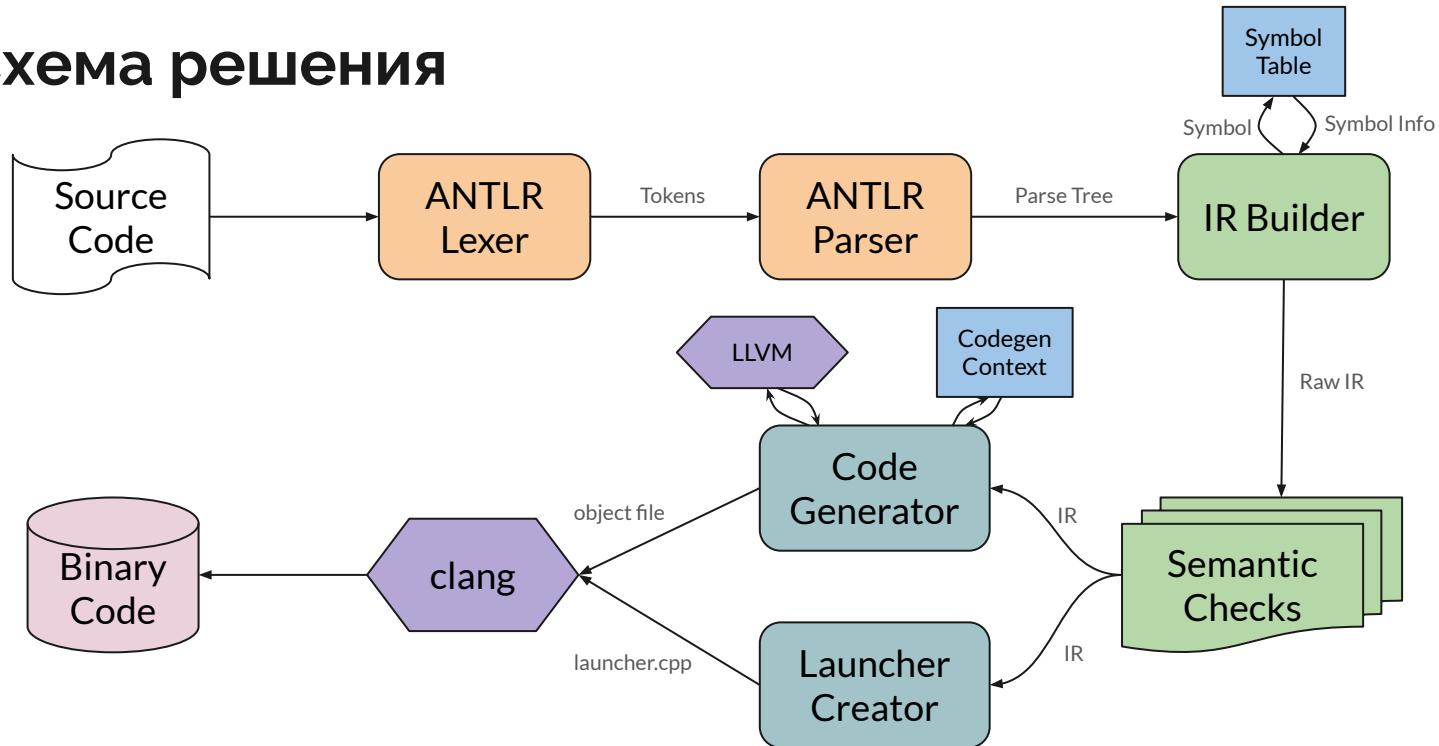 хема решения
Symbol
Table
Symbol
Symbol Info
Source
Code
ANTLR
Lexer
Tokens
ANTLR
Parser
Parse Tree
IR Builder
LLVM
Codegen
Context
Raw IR
Code
Generator
object file
IR
Binary
Code
clang
Semantic
Checks
launcher.cpp
Launcher
Creator
IR